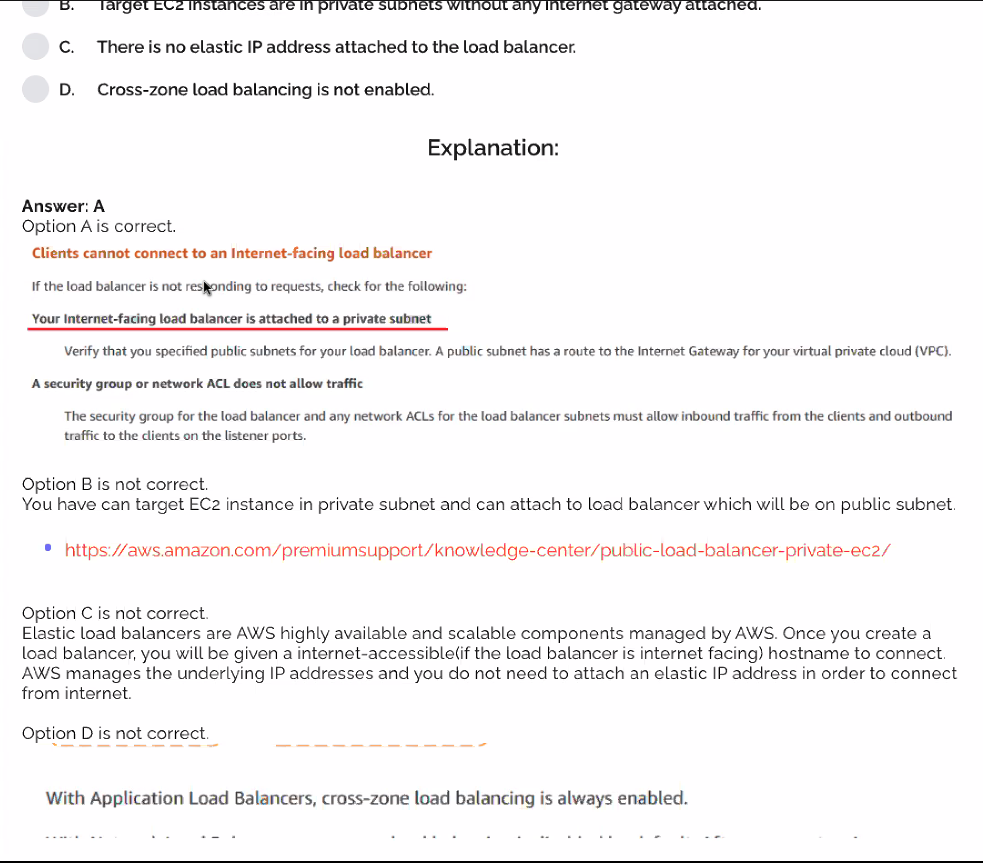 B. Target EC2 instances are in private subnets without any internet gateway attached.
C. There is no elastic IP address attached to the load balancer.
D. Cross-zone load balancing is not enabled.
Explanation:
Answer: A
Option A is correct.
Clients cannot connect to an Internet-facing load balancer
If the load balancer is not responding to requests, check for the following:
Your Internet-facing load balancer is attached to a private subnet
Verify that you specified public subnets for your load balancer. A public subnet has a route to the Internet Gateway for your virtual private cloud (VPC).
A security group or network ACL does not allow traffic
The security group for the load balancer and any network ACLs for the load balancer subnets must allow inbound traffic from the clients and outbound
traffic to the clients on the listener ports.
Option B is not correct.
You have can target EC2 instance in private subnet and can attach to load balancer which will be on public subnet.
https://aws.amazon.com/premiumsupport/knowledge-center/public-load-balancer-private-ec2/
Option C is not correct.
Elastic load balancers are AWS highly available and scalable components managed by AWS. Once you create a
load balancer, you will be given a internet-accessible(if the load balancer is internet facing) hostname to connect.
AWS manages the underlying IP addresses and you do not need to attach an elastic IP address in order to connect
from internet.
Option D is not correct.
With Application Load Balancers, cross-zone load balancing is always enabled.